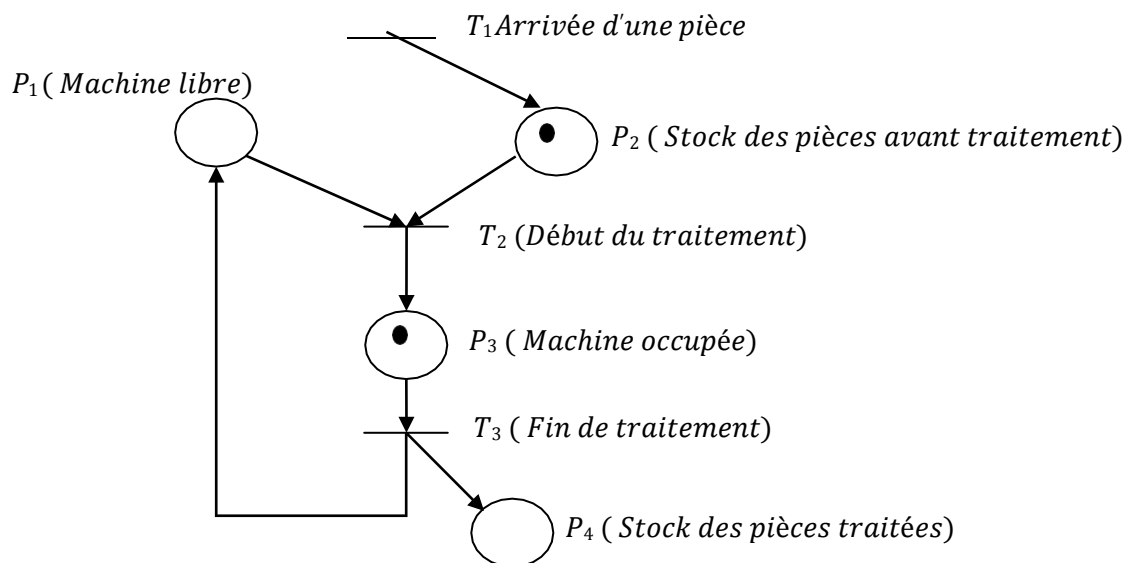 T₁Arrivée d'une pièce
P₁( Machine libre)
P₂ ( Stock des pièces avant traitement)
T₂ (Début du traitement)
P₃ ( Machine occupée)
T₃ ( Fin de traitement)
P₄ ( Stock des pièces traitées)